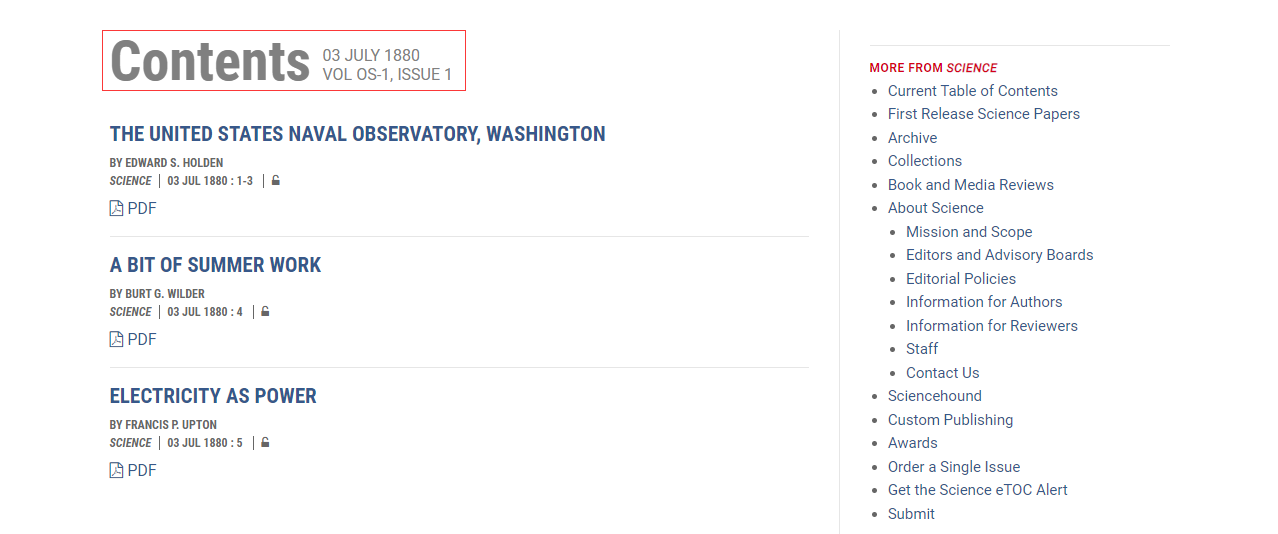 Contents
03 JULY 1880
VOL OS-1, ISSUE 1
THE UNITED STATES NAVAL OBSERVATORY, WASHINGTON
BY EDWARD S. HOLDEN
SCIENCE | 03 JUL 1880 : 1-3 |
PDF
A BIT OF SUMMER WORK
BY BURT G. WILDER
SCIENCE | 03 JUL 1880 : 4 |
PDF
ELECTRICITY AS POWER
BY FRANCIS P. UPTON
SCIENCE | 03 JUL 1880 : 5 |
PDF
MORE FROM SCIENCE
Current Table of Contents
First Release Science Papers
Archive
Collections
Book and Media Reviews
About Science
Mission and Scope
Editors and Advisory Boards
Editorial Policies
Information for Authors
Information for Reviewers
Staff
Contact Us
Sciencehound
Custom Publishing
Awards
Order a Single Issue
Get the Science eTOC Alert
Submit